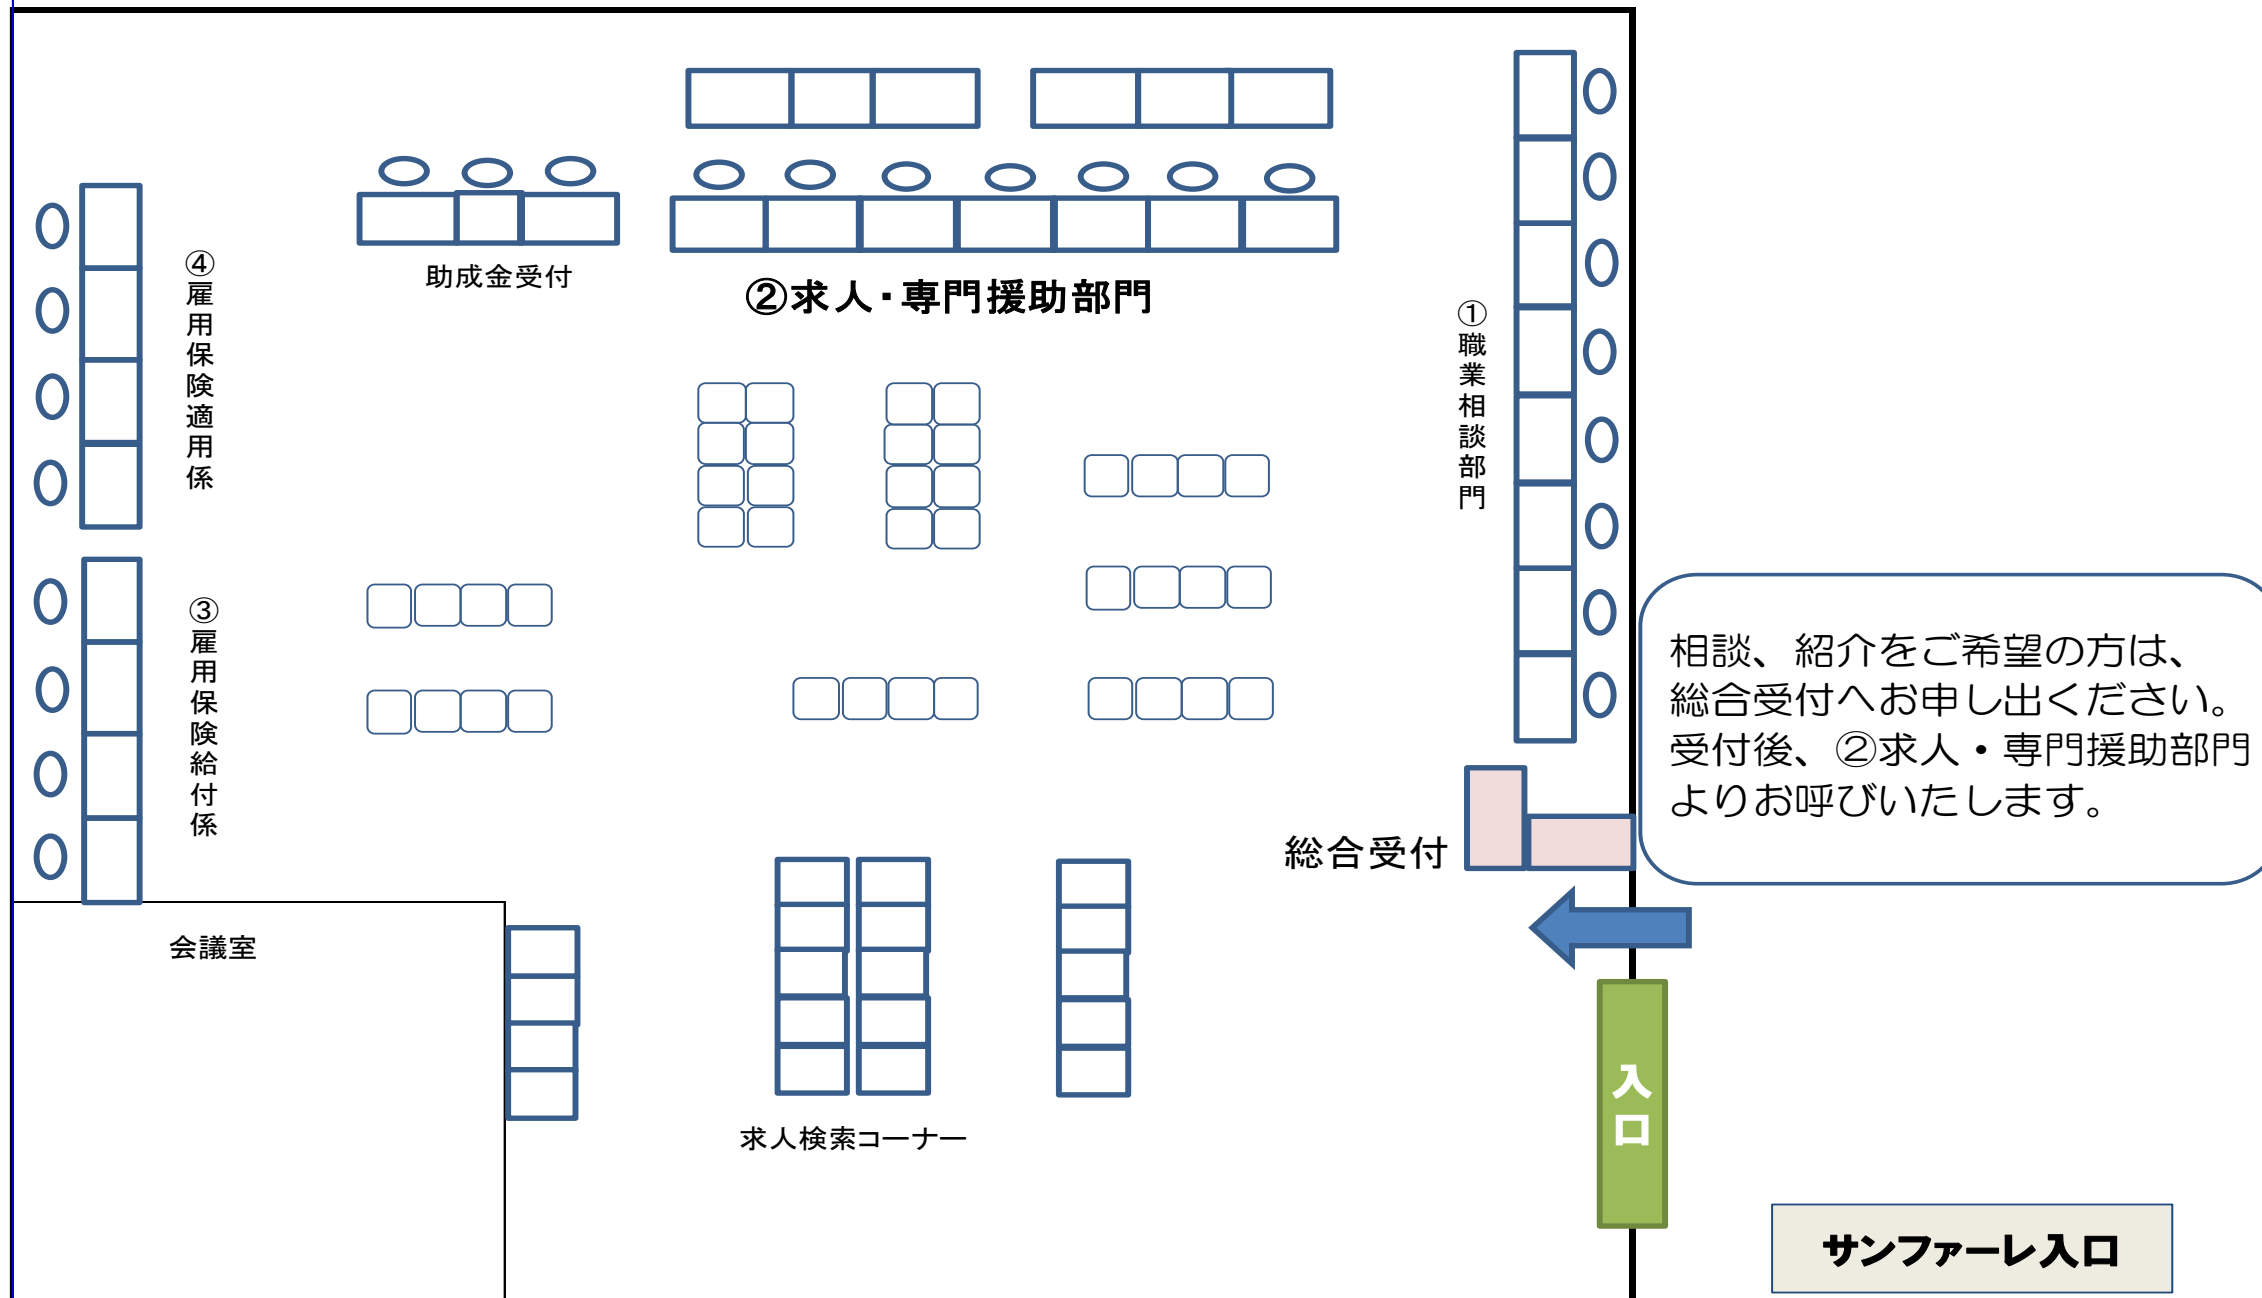 助成金受付
②求人・専門援助部門
④雇用保険適用係
①職業相談部門
③雇用保険給付係
相談、紹介をご希望の方は、
総合受付へお申し出ください。
受付後、②求人・専門援助部門
よりお呼びいたします。
総合受付
会議室
求人検索コーナー
入口
サンファーレ入口